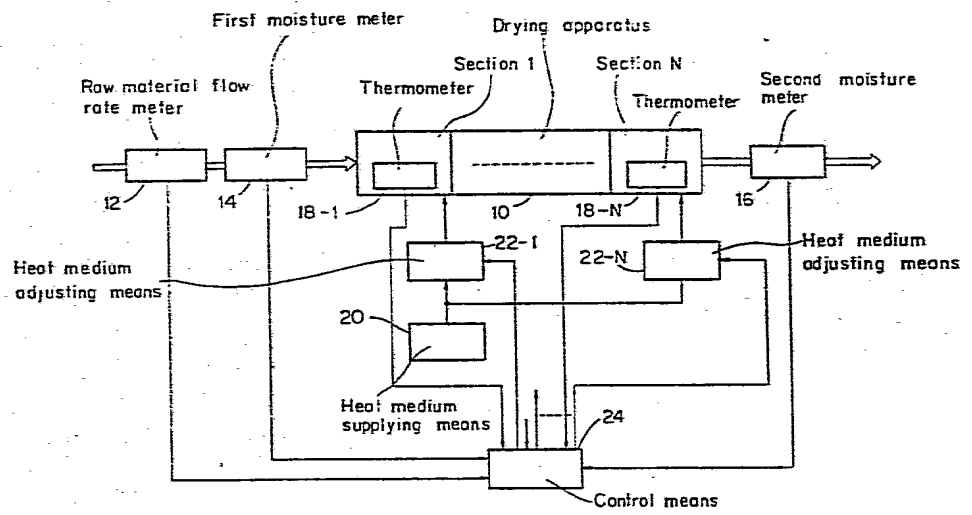 First moisture meter
Drying apparatus
Raw material flow
rate meter
Section 1
Section N
Second moisture
meter
Thermometer
Thermometer
12
14
18-1
10
18-N
16
22-1
22-N
Heat medium
adjusting means
Heat medium
adjusting means
20
Heat medium
supplying means
24
Control means